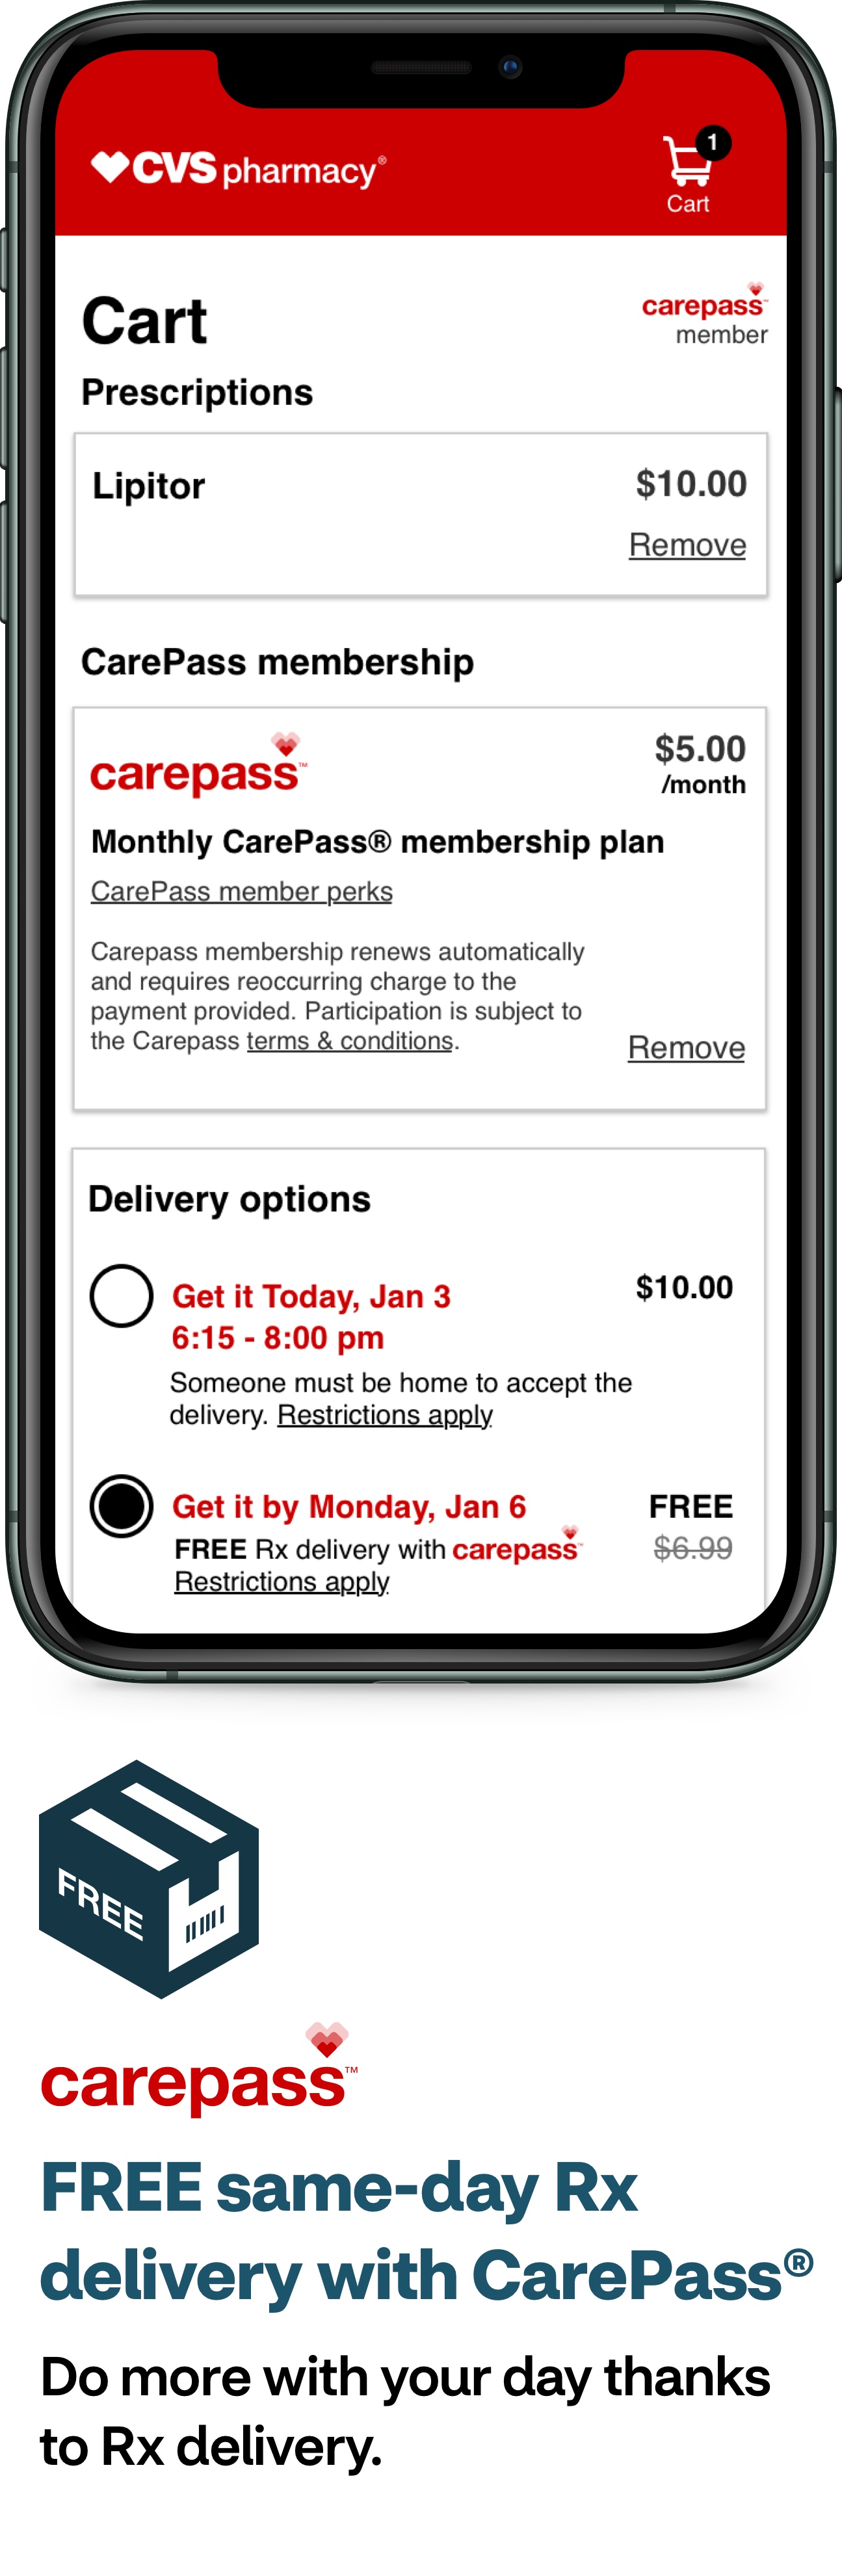 CVS pharmacy®
1
Cart
Cart
carepass™
member
Prescriptions
Lipitor
$10.00
Remove
CarePass membership
carepass™
$5.00
/month
Monthly CarePass® membership plan
CarePass member perks
Carepass membership renews automatically
and requires reoccurring charge to the
payment provided. Participation is subject to
the Carepass terms & conditions.
Remove
Delivery options
Get it Today, Jan 3
$10.00
6:15 - 8:00 pm
Someone must be home to accept the
delivery. Restrictions apply
Get it by Monday, Jan 6
FREE
FREE Rx delivery with carepass™
$6.99
Restrictions apply
FREE
carepass™
FREE same-day Rx
delivery with CarePass®
Do more with your day thanks
to Rx delivery.